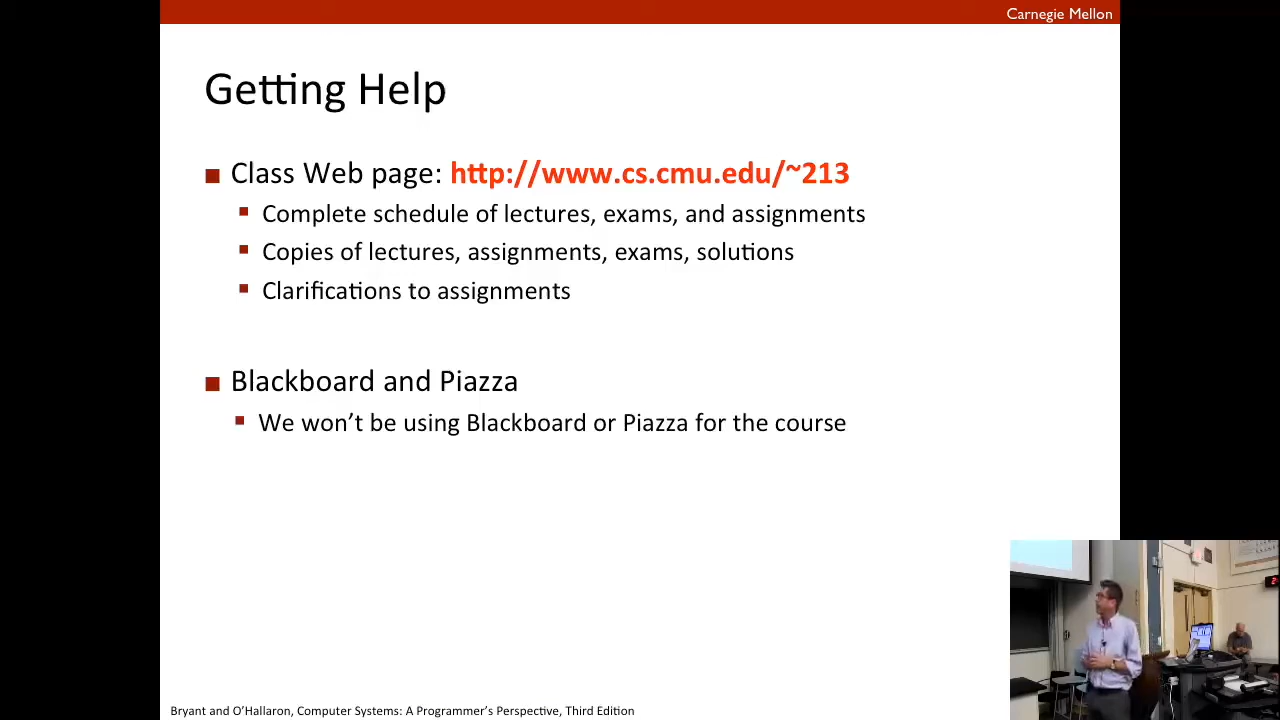 Carnegie Mellon
Getting Help
Class Web page: http://www.cs.cmu.edu/~213
Complete schedule of lectures, exams, and assignments
Copies of lectures, assignments, exams, solutions
Clarifications to assignments
Blackboard and Piazza
We won’t be using Blackboard or Piazza for the course
Bryant and O’Hallaron, Computer Systems: A Programmer’s Perspective, Third Edition